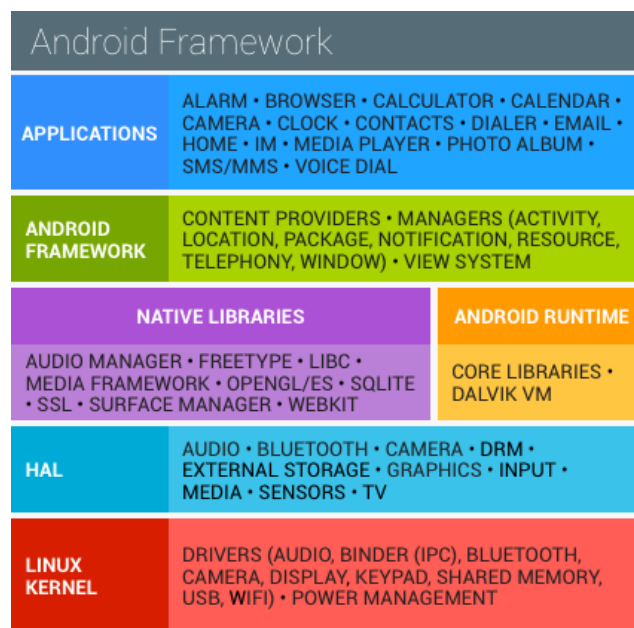 Android Framework
APPLICATIONS
ALARM • BROWSER • CALCULATOR • CALENDAR •
CAMERA • CLOCK • CONTACTS • DIALER • EMAIL •
HOME • IM • MEDIA PLAYER • PHOTO ALBUM •
SMS/MMS • VOICE DIAL
ANDROID
FRAMEWORK
CONTENT PROVIDERS • MANAGERS (ACTIVITY,
LOCATION, PACKAGE, NOTIFICATION, RESOURCE,
TELEPHONY, WINDOW) • VIEW SYSTEM
NATIVE LIBRARIES
AUDIO MANAGER • FREETYPE • LIBC •
MEDIA FRAMEWORK • OPENGL/ES • SQLITE
• SSL • SURFACE MANAGER • WEBKIT
ANDROID RUNTIME
CORE LIBRARIES •
DALVIK VM
HAL
AUDIO • BLUETOOTH • CAMERA • DRM •
EXTERNAL STORAGE • GRAPHICS • INPUT •
MEDIA • SENSORS • TV
LINUX
KERNEL
DRIVERS (AUDIO, BINDER (IPC), BLUETOOTH,
CAMERA, DISPLAY, KEYPAD, SHARED MEMORY,
USB, WIFI) • POWER MANAGEMENT